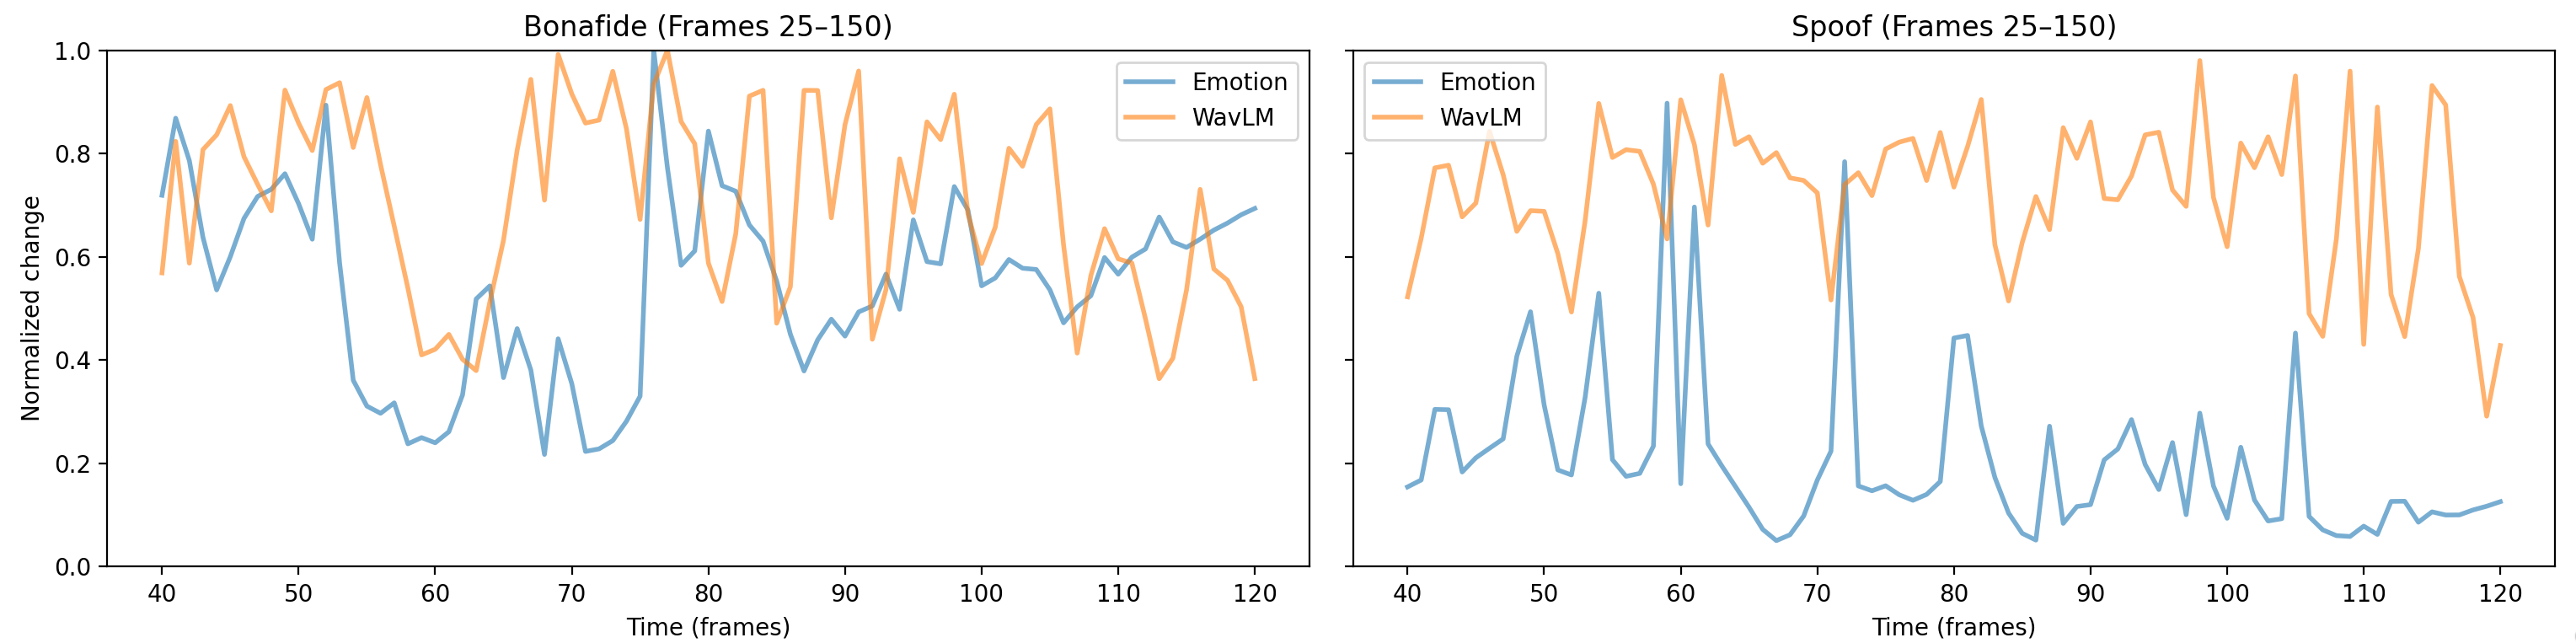 Bonafide (Frames 25–150)
Normalized change
1.0
0.8
0.6
0.4
0.2
0.0
Emotion
WavLM
40 50 60 70 80 90 100 110 120
Time (frames)
Spoof (Frames 25–150)
Emotion
WavLM
40 50 60 70 80 90 100 110 120
Time (frames)